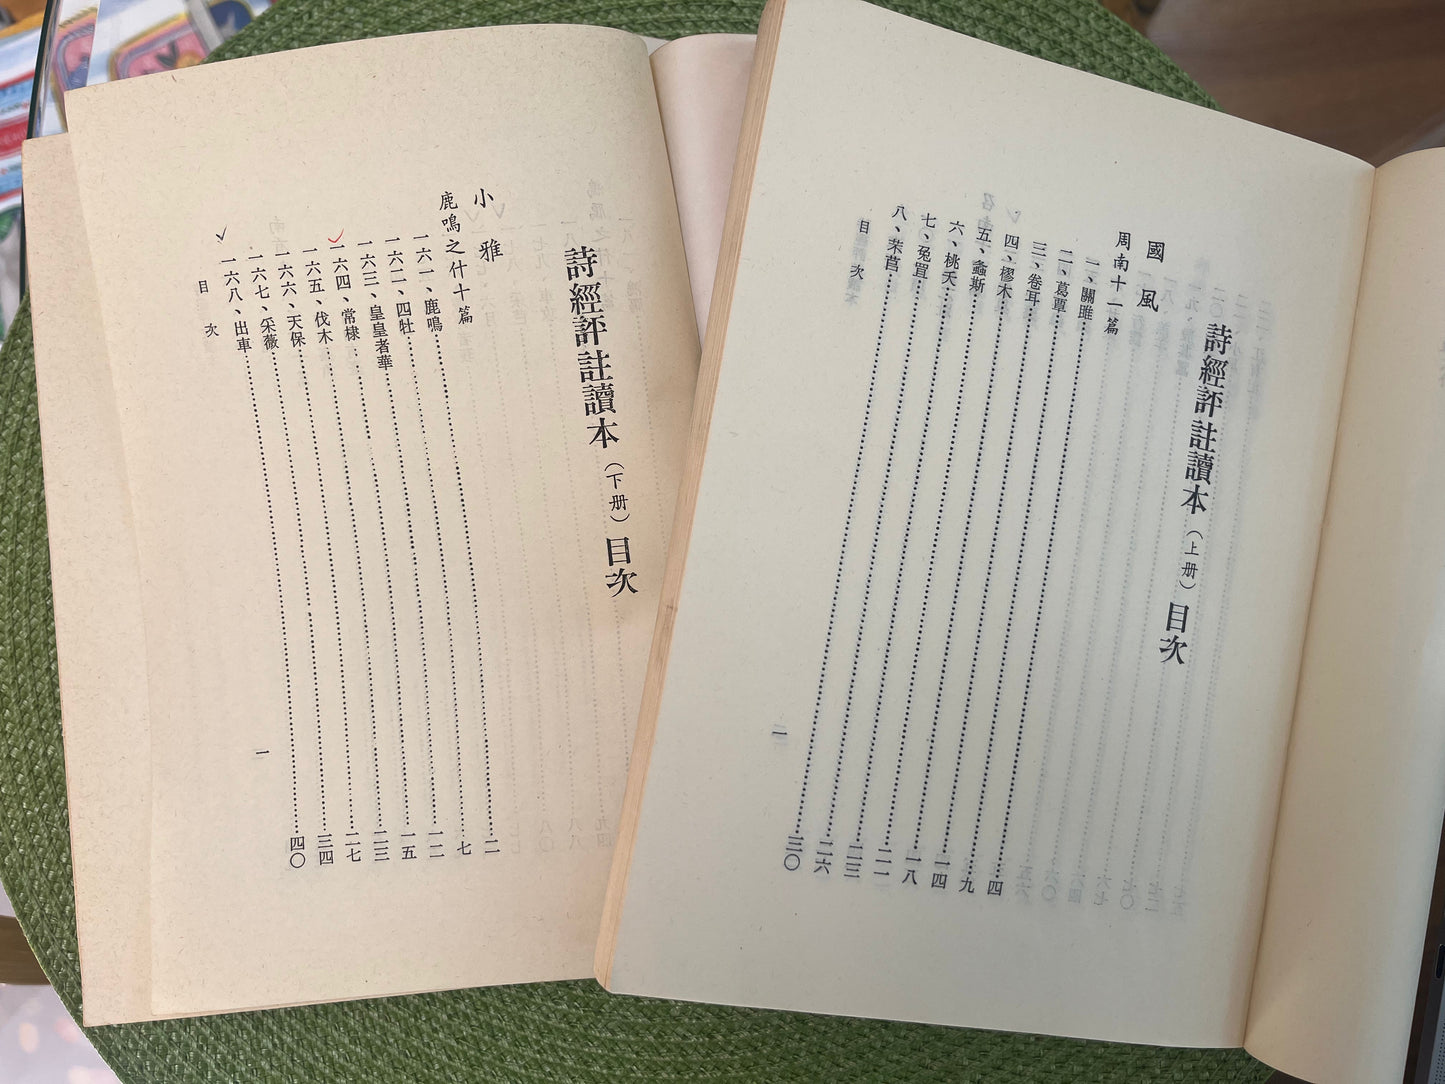 詩經評註讀本(上册)目次
國風
周南十一篇
一、關雎……四
二、葛覃……九
三、卷耳……一四
四、樛木……一八
五、螽斯……二一
六、桃夭……二三
七、兔罝……二六
八、芣苢……三〇
目次 二
詩經評註讀本(下册)目次
小雅
鹿鳴之什十篇
一六一、鹿鳴……二
一六二、四牡……七
一六三、皇皇者華……一二
一六四、常棣……一五
一六五、伐木……二三
一六六、天保……二七
一六七、采薇……三四
一六八、出車……四〇
目次 一